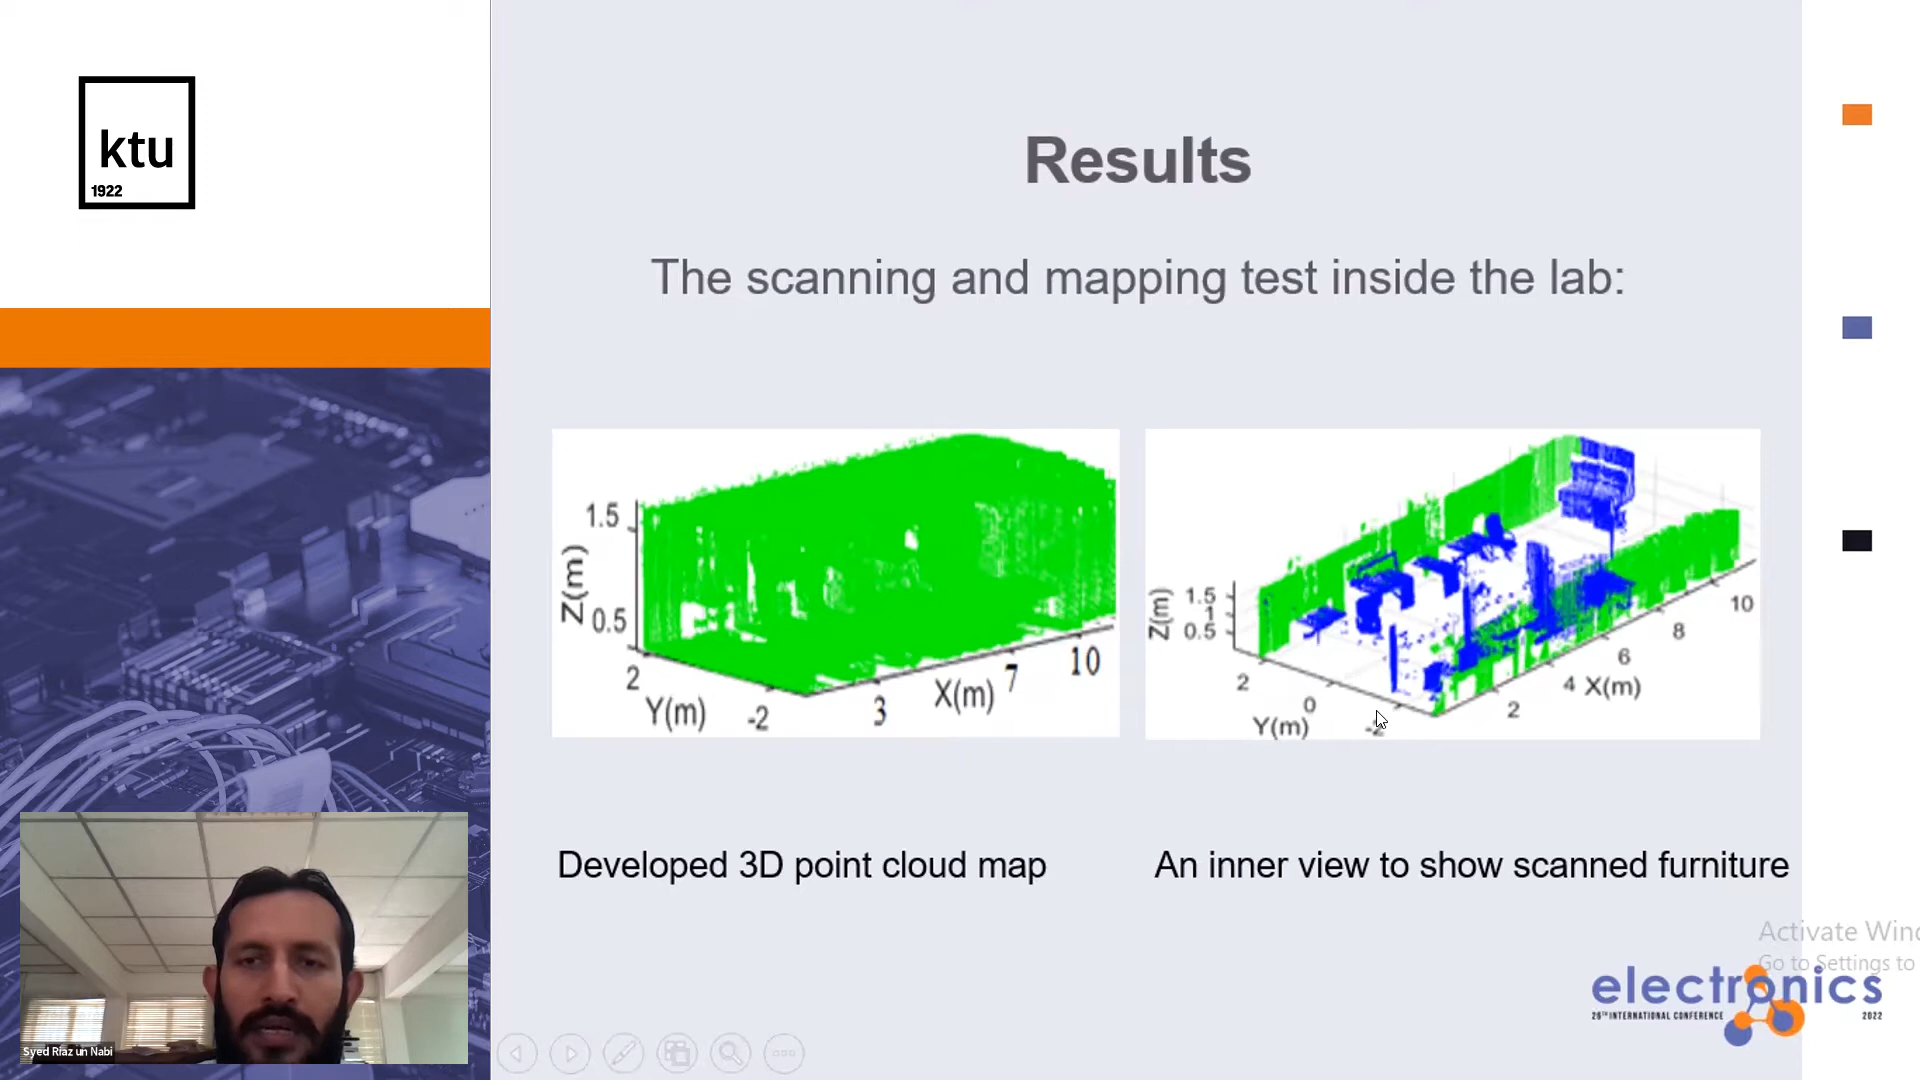 ktu
1922
Results
The scanning and mapping test inside the lab:
1.5
0.5
Z(m)
2
Y(m)
-2
3
X(m)
7
10
1.5
1
0.5
Z(m)
2
0
Y(m)
-2
2
4
X(m)
6
8
10
Developed 3D point cloud map
An inner view to show scanned furniture
Activate Wind
Go to Settings to
electronics
26TH INTERNATIONAL CONFERENCE
2022
Syed Riaz un Nabi